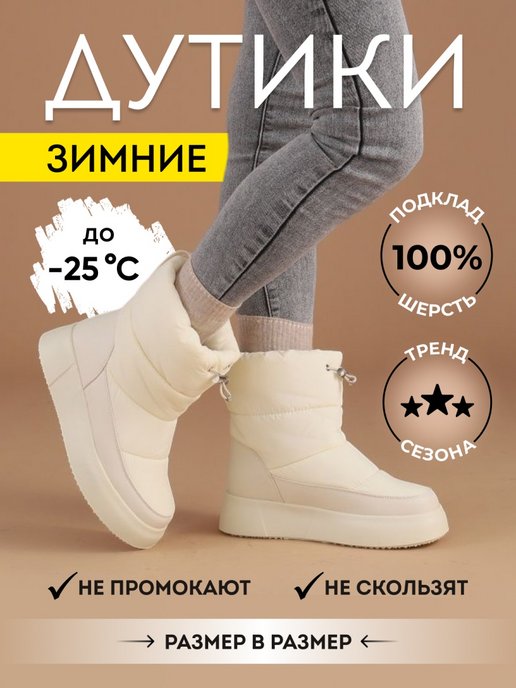 ДУТИКИ
ЗИМНИЕ
ДО
-25 °С
ПОДКЛАД
100%
ШЕРСТЬ
ТРЕНД
СЕЗОНА
НЕ ПРОМОКАЮТ
НЕ СКОЛЬЗЯТ
РАЗМЕР В РАЗМЕР